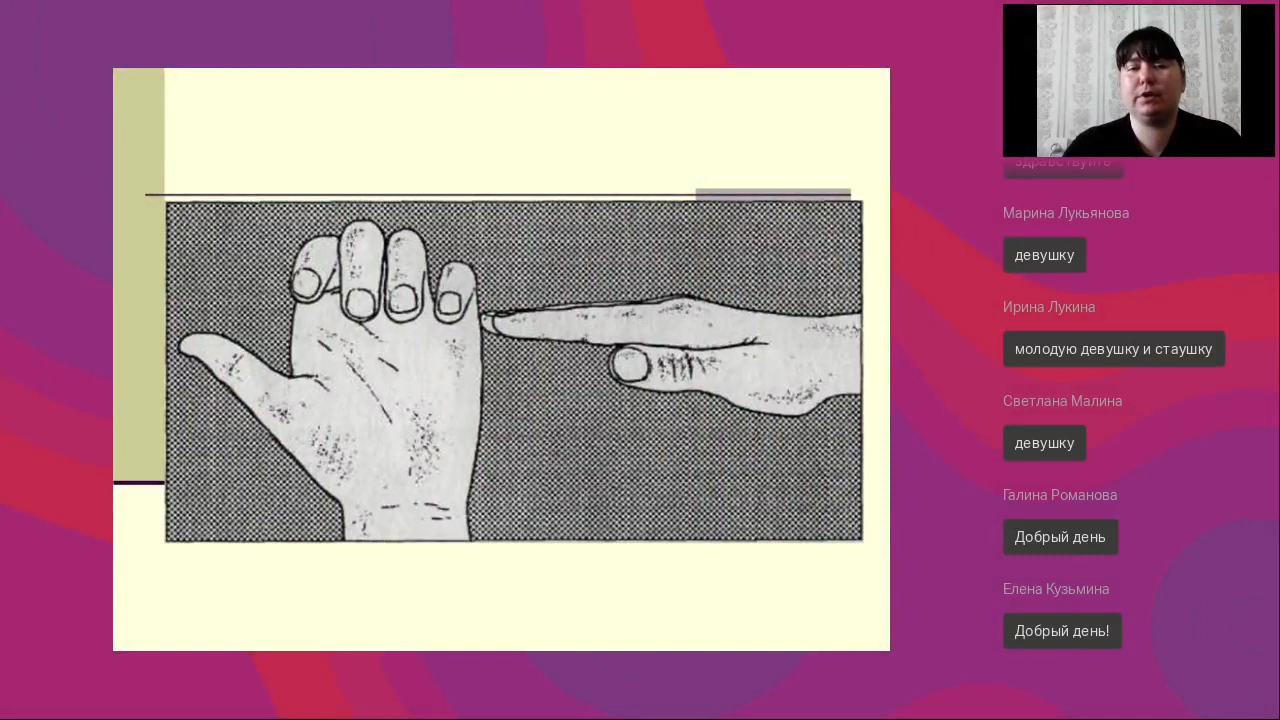 здравствуйте
Марина Лукьянова
девушку
Ирина Лукина
молодую девушку и стаушку
Светлана Малина
девушку
Галина Романова
Добрый день
Елена Кузьмина
Добрый день!